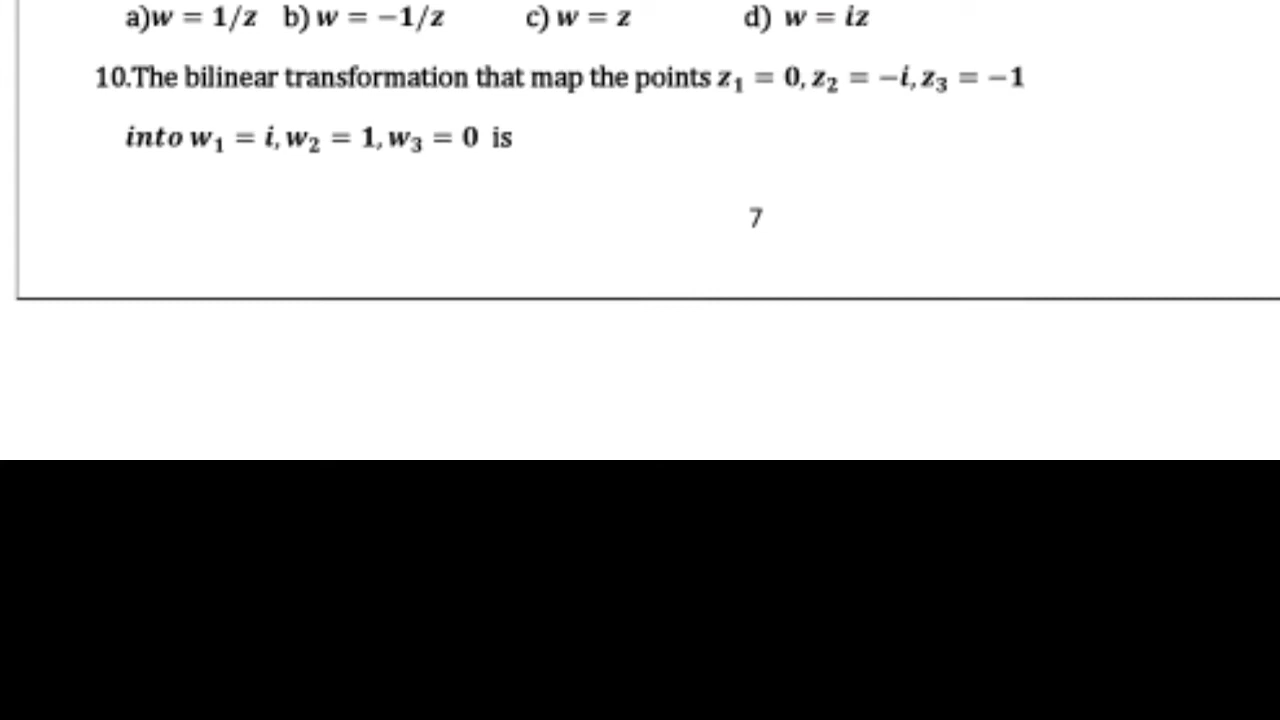 a)w = 1/z b) w = −1/z c) w = z d) w = iz
10.The bilinear transformation that map the points z₁ = 0, z₂ = −i, z₃ = −1
into w₁ = i, w₂ = 1, w₃ = 0 is
7